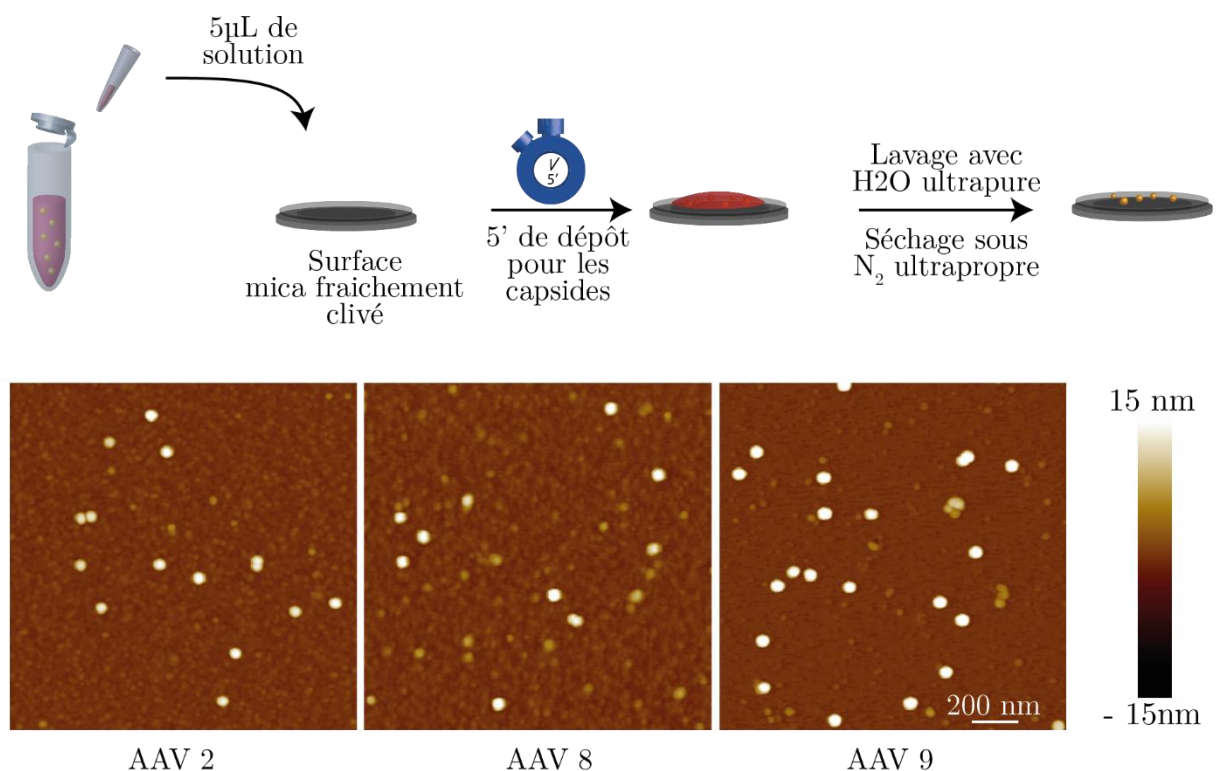 5µL de
solution
5'
Surface
mica fraichement
clivé
5' de dépôt
pour les
capsides
Lavage avec
H2O ultrapure
Séchage sous
N₂ ultrapropre
15 nm
- 15nm
200 nm
AAV 2
AAV 8
AAV 9